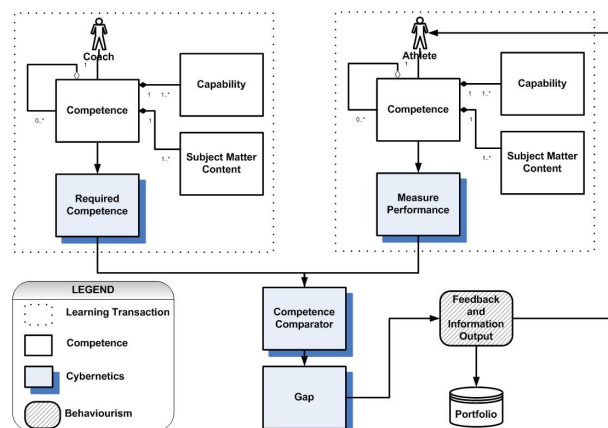 Coach
1
Competence
0..*
1
1..*
Capability
1
1..*
Subject Matter
Content
Required
Competence
Athlete
1
Competence
0..*
1
1..*
Capability
1
1..*
Subject Matter
Content
Measure
Performance
LEGEND
Learning Transaction
Competence
Cybernetics
Behaviourism
Competence
Comparator
Gap
Feedback
and
Information
Output
Portfolio